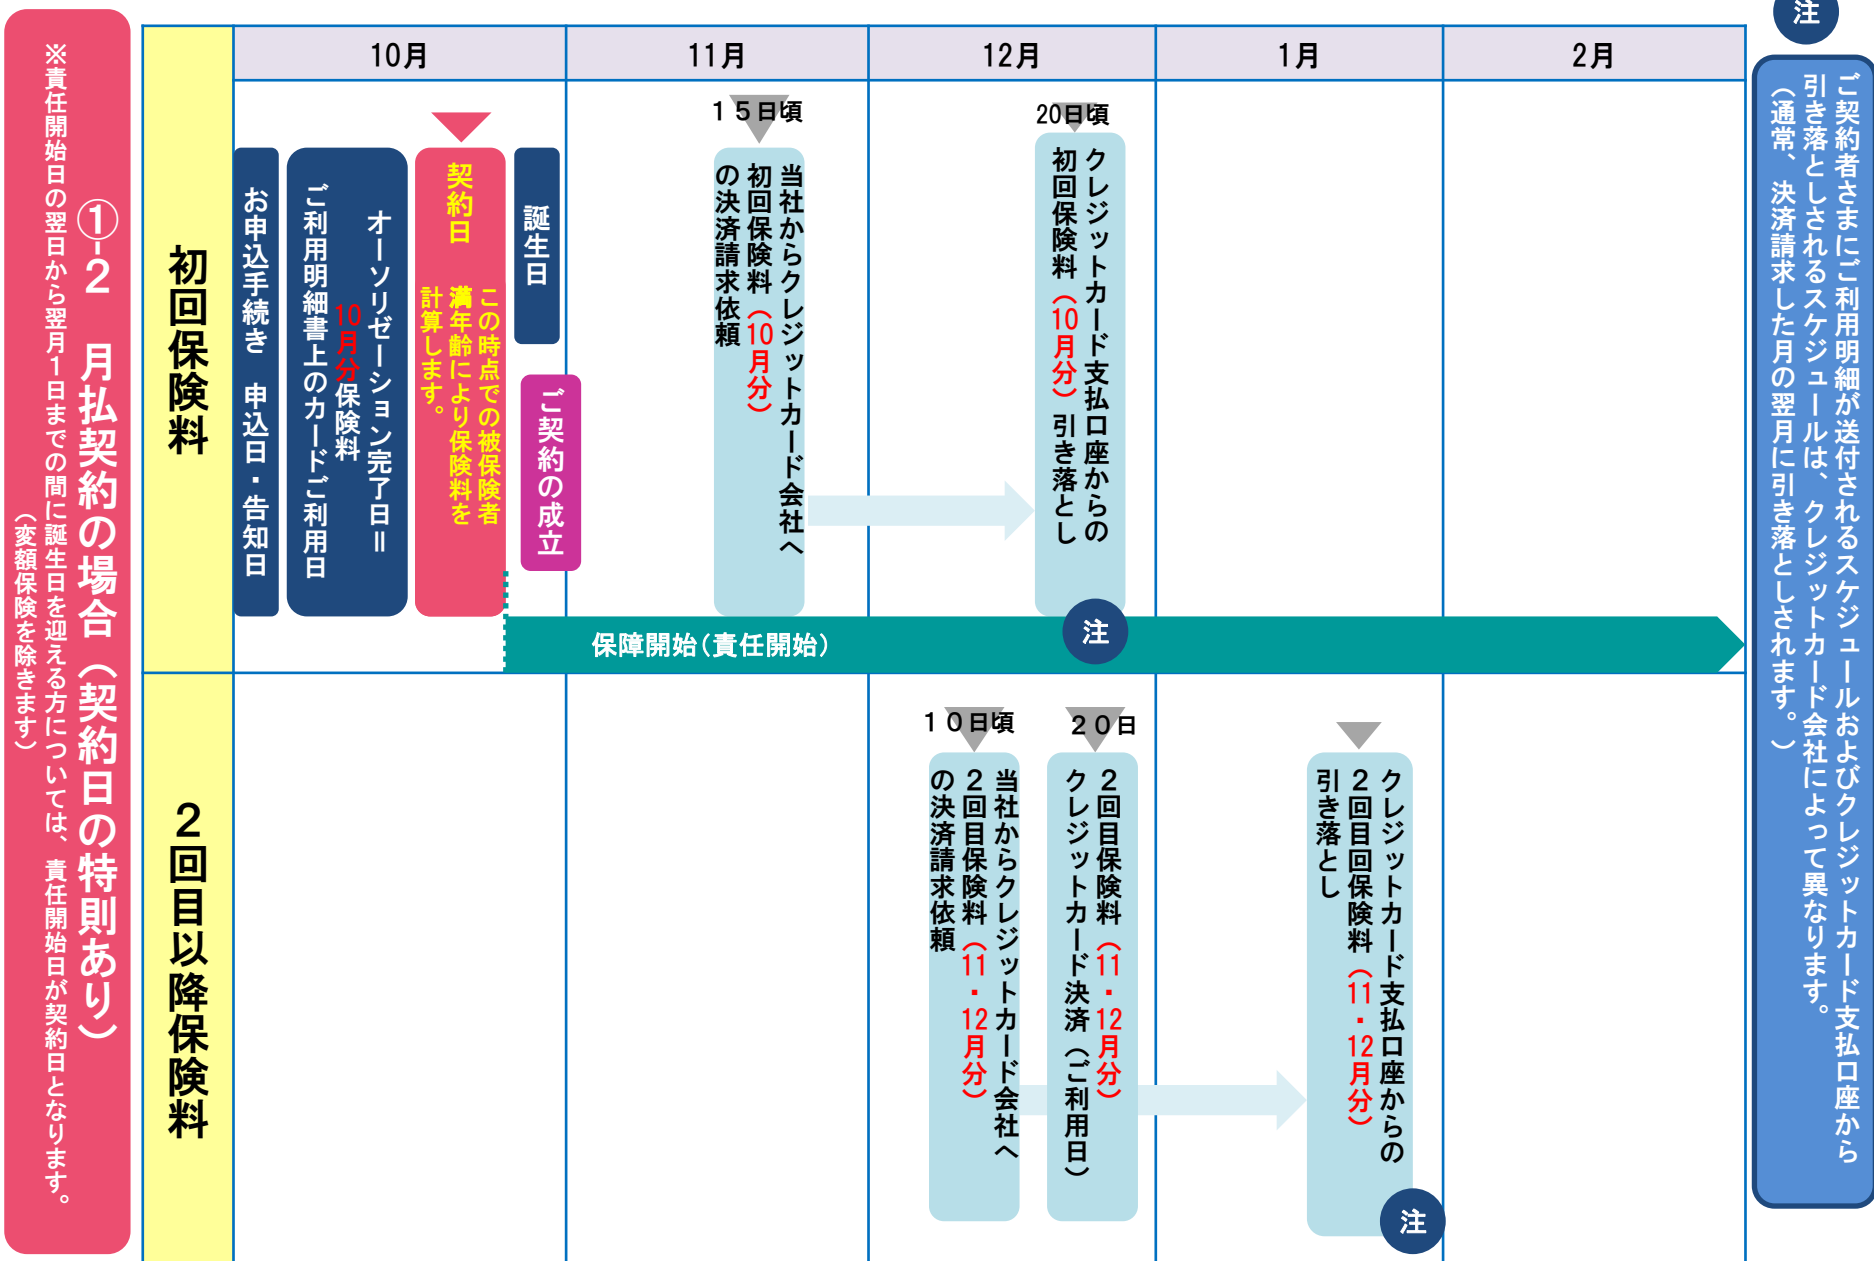 ①-2　月払契約の場合（契約日の特則あり）
※責任開始日の翌日から翌月1日までの間に誕生日を迎える方については、責任開始日が契約日となります。
（変額保険を除きます）
10月
11月
12月
1月
2月
初回保険料
お申込手続き　申込日・告知日
オーソリゼーション完了日＝
10月分保険料
ご利用明細書上のカードご利用日
契約日
この時点での被保険者
満年齢により保険料を
計算します。
誕生日
ご契約の成立
１５日頃
当社からクレジットカード会社へ
初回保険料（10月分）
の決済請求依頼
20日頃
クレジットカード支払口座からの
初回保険料（10月分）引き落とし
注
保障開始（責任開始）
２回目以降保険料
１０日頃
当社からクレジットカード会社へ
２回目保険料（11・12月分）
の決済請求依頼
２０日
２回目保険料（11・12月分）
クレジットカード決済（ご利用日）
クレジットカード支払口座からの
２回目回保険料（11・12月分）
引き落とし
注
注
ご契約者さまにご利用明細が送付されるスケジュールおよびクレジットカード支払口座から
引き落としされるスケジュールは、クレジットカード会社によって異なります。
（通常、決済請求した月の翌月に引き落としされます。）